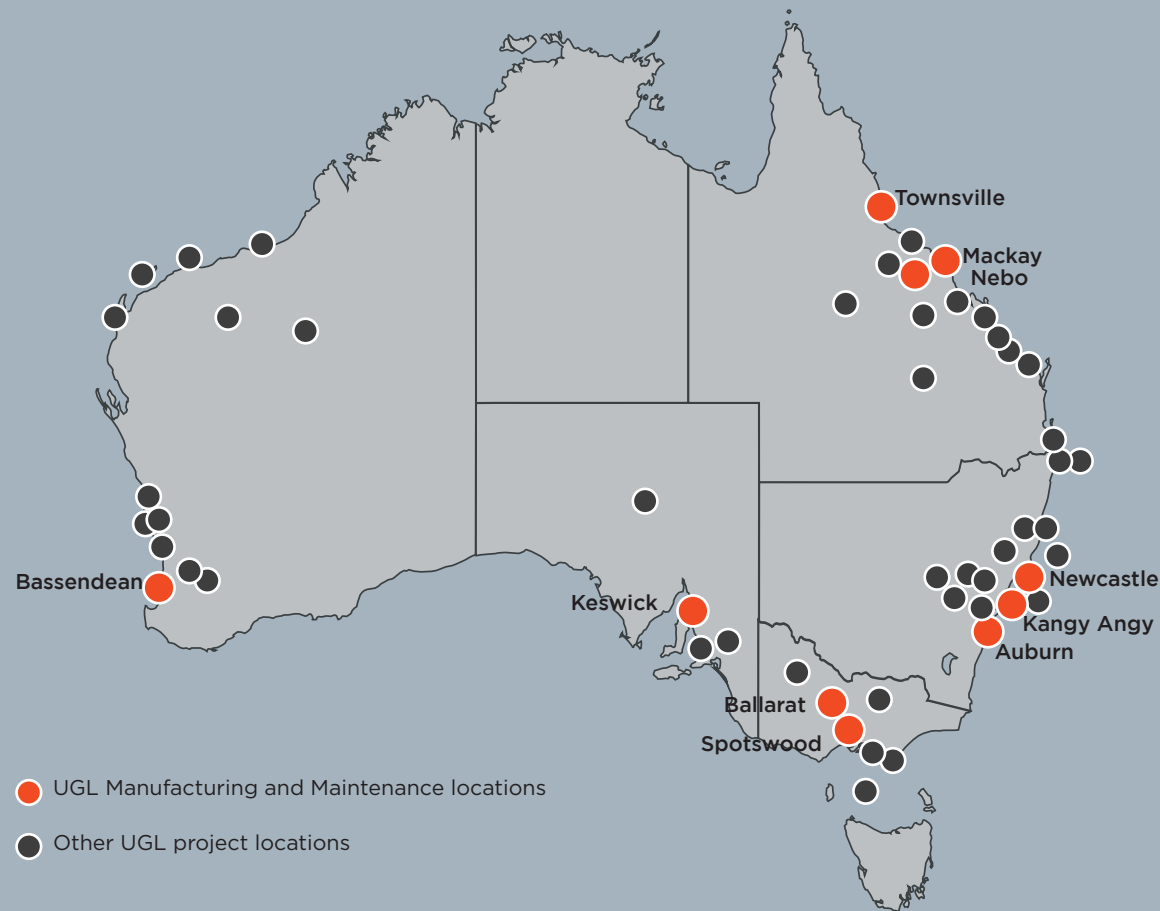 Townsville
Mackay
Nebo
Bassendean
Keswick
Newcastle
Kangy Angy
Auburn
Ballarat
Spotswood
UGL Manufacturing and Maintenance locations
Other UGL project locations